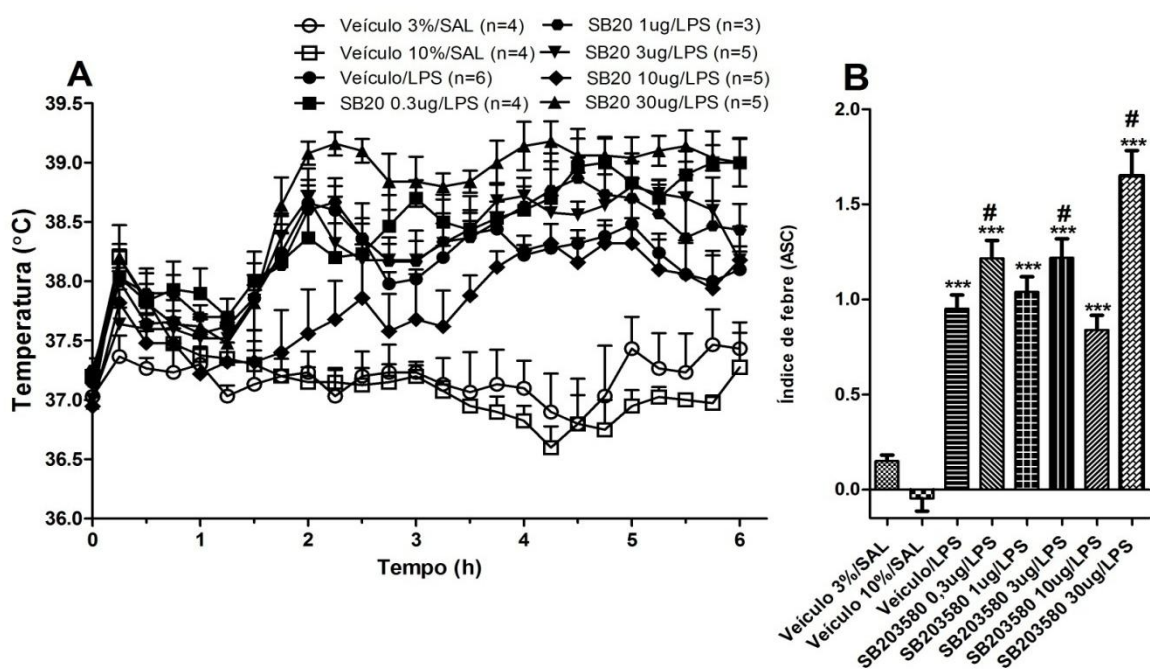 Veículo 3%/SAL (n=4)
Veículo 10%/SAL (n=4)
Veículo/LPS (n=6)
SB20 0.3ug/LPS (n=4)
SB20 1ug/LPS (n=3)
SB20 3ug/LPS (n=5)
SB20 10ug/LPS (n=5)
SB20 30ug/LPS (n=5)
A
Temperatura (°C)
39.5
39.0
38.5
38.0
37.5
37.0
36.5
36.0
0 1 2 3 4 5 6
Tempo (h)
B
Índice de febre (ASC)
2.0
1.5
1.0
0.5
0.0
***
#
***
***
#
***
***
#
***
Veículo 3%/SAL
Veículo 10%/SAL
Veículo/LPS
SB203580 0,3ug/LPS
SB203580 1ug/LPS
SB203580 3ug/LPS
SB203580 10ug/LPS
SB203580 30ug/LPS